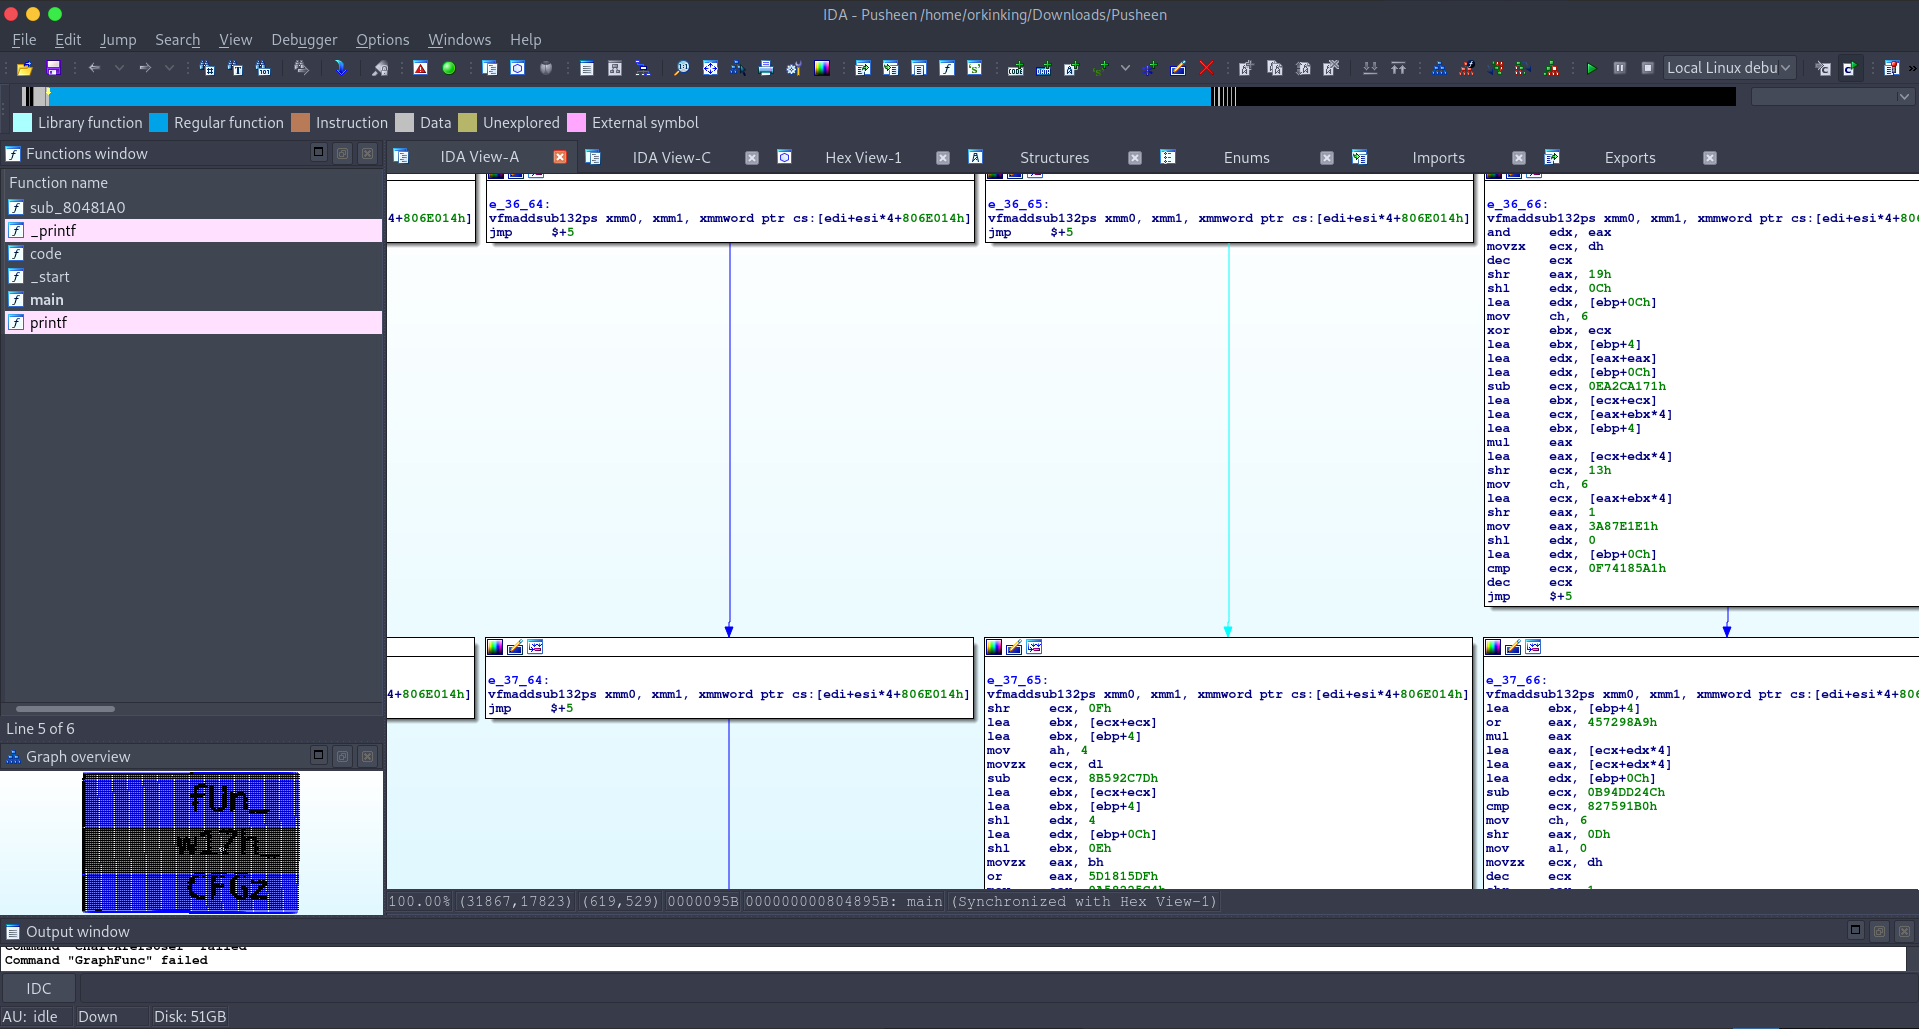 IDA - Pusheen /home/orkinking/Downloads/Pusheen
File Edit Jump Search View Debugger Options Windows Help
Local Linux debu
Library function Regular function Instruction Data Unexplored External symbol
Functions window
Function name
sub_80481A0
_printf
code
_start
main
printf
Line 5 of 6
Graph overview
fUn_
w17h_
CFGz
IDA View-A IDA View-C Hex View-1 Structures Enums Imports Exports
4+806E014h]
e_36_64:
vfmaddsub132ps xmm0, xmm1, xmmword ptr cs:[edi+esi*4+806E014h]
jmp $+5
e_36_65:
vfmaddsub132ps xmm0, xmm1, xmmword ptr cs:[edi+esi*4+806E014h]
jmp $+5
e_36_66:
vfmaddsub132ps xmm0, xmm1, xmmword ptr cs:[edi+esi*4+806
and edx, eax
movzx ecx, dh
dec ecx
shr eax, 19h
shl edx, 0Ch
lea edx, [ebp+0Ch]
mov ch, 6
xor ebx, ecx
lea ebx, [ebp+4]
lea edx, [eax+eax]
lea edx, [ebp+0Ch]
sub ecx, 0EA2CA171h
lea ebx, [ecx+ecx]
lea ecx, [eax+ebx*4]
lea ebx, [ebp+4]
mul eax
lea eax, [ecx+edx*4]
shr ecx, 13h
mov ch, 6
lea ecx, [eax+ebx*4]
shr eax, 1
mov eax, 3A87E1E1h
shl edx, 0
lea edx, [ebp+0Ch]
cmp ecx, 0F74185A1h
dec ecx
jmp $+5
4+806E014h]
e_37_64:
vfmaddsub132ps xmm0, xmm1, xmmword ptr cs:[edi+esi*4+806E014h]
jmp $+5
e_37_65:
vfmaddsub132ps xmm0, xmm1, xmmword ptr cs:[edi+esi*4+806E014h]
shr ecx, 0Fh
lea ebx, [ecx+ecx]
lea ebx, [ebp+4]
mov ah, 4
movzx ecx, dl
sub ecx, 8B592C7Dh
lea ebx, [ecx+ecx]
lea ebx, [ebp+4]
shl edx, 4
lea edx, [ebp+0Ch]
shl ebx, 0Eh
movzx eax, bh
or eax, 5D1815DFh
e_37_66:
vfmaddsub132ps xmm0, xmm1, xmmword ptr cs:[edi+esi*4+806
lea ebx, [ebp+4]
or eax, 457298A9h
mul eax
lea eax, [ecx+edx*4]
lea eax, [ecx+edx*4]
lea edx, [ebp+0Ch]
sub ecx, 0B94DD24Ch
cmp ecx, 827591B0h
mov ch, 6
shr eax, 0Dh
mov al, 0
movzx ecx, dh
dec ecx
100.00% (31867,17823) (619,529) 0000095B 000000000804895B: main (Synchronized with Hex View-1)
Output window
Command "GraphFunc" failed
IDC
AU: idle Down Disk: 51GB